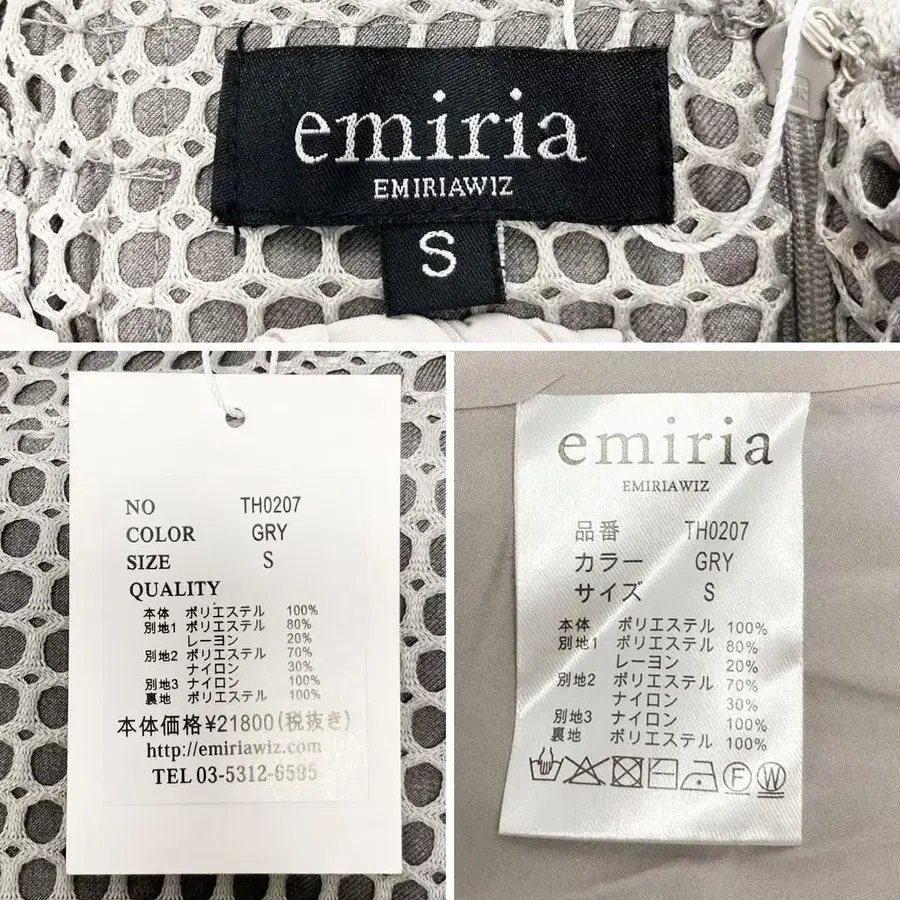 emiria
EMIRIAWIZ
S
NO TH0207
COLOR GRY
SIZE S
QUALITY
本体 ポリエステル 100%
別地1 ポリエステル 80%
レーヨン 20%
別地2 ポリエステル 70%
ナイロン 30%
別地3 ナイロン 100%
裏地 ポリエステル 100%
本体価格¥21800(税抜き)
http://emiriawiz.com
TEL 03-5312-6595
emiria
EMIRIAWIZ
品番 TH0207
カラー GRY
サイズ S
本体 ポリエステル 100%
別地1 ポリエステル 80%
レーヨン 20%
別地2 ポリエステル 70%
ナイロン 30%
別地3 ナイロン 100%
裏地 ポリエステル 100%
F W